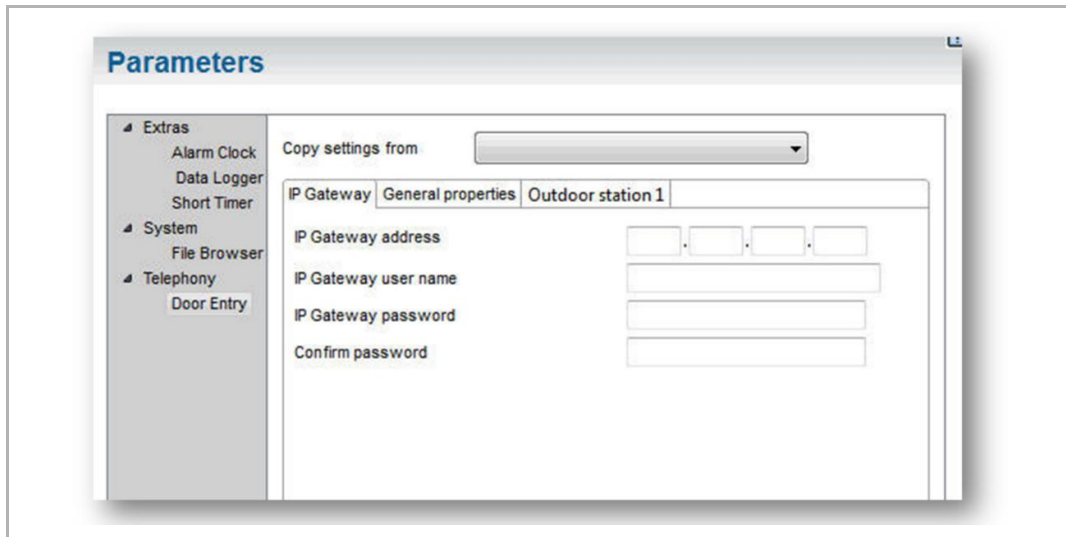 Parameters
Extras
Alarm Clock
Data Logger
Short Timer
System
File Browser
Telephony
Door Entry
Copy settings from
IP Gateway General properties Outdoor station 1
IP Gateway address . . .
IP Gateway user name
IP Gateway password
Confirm password